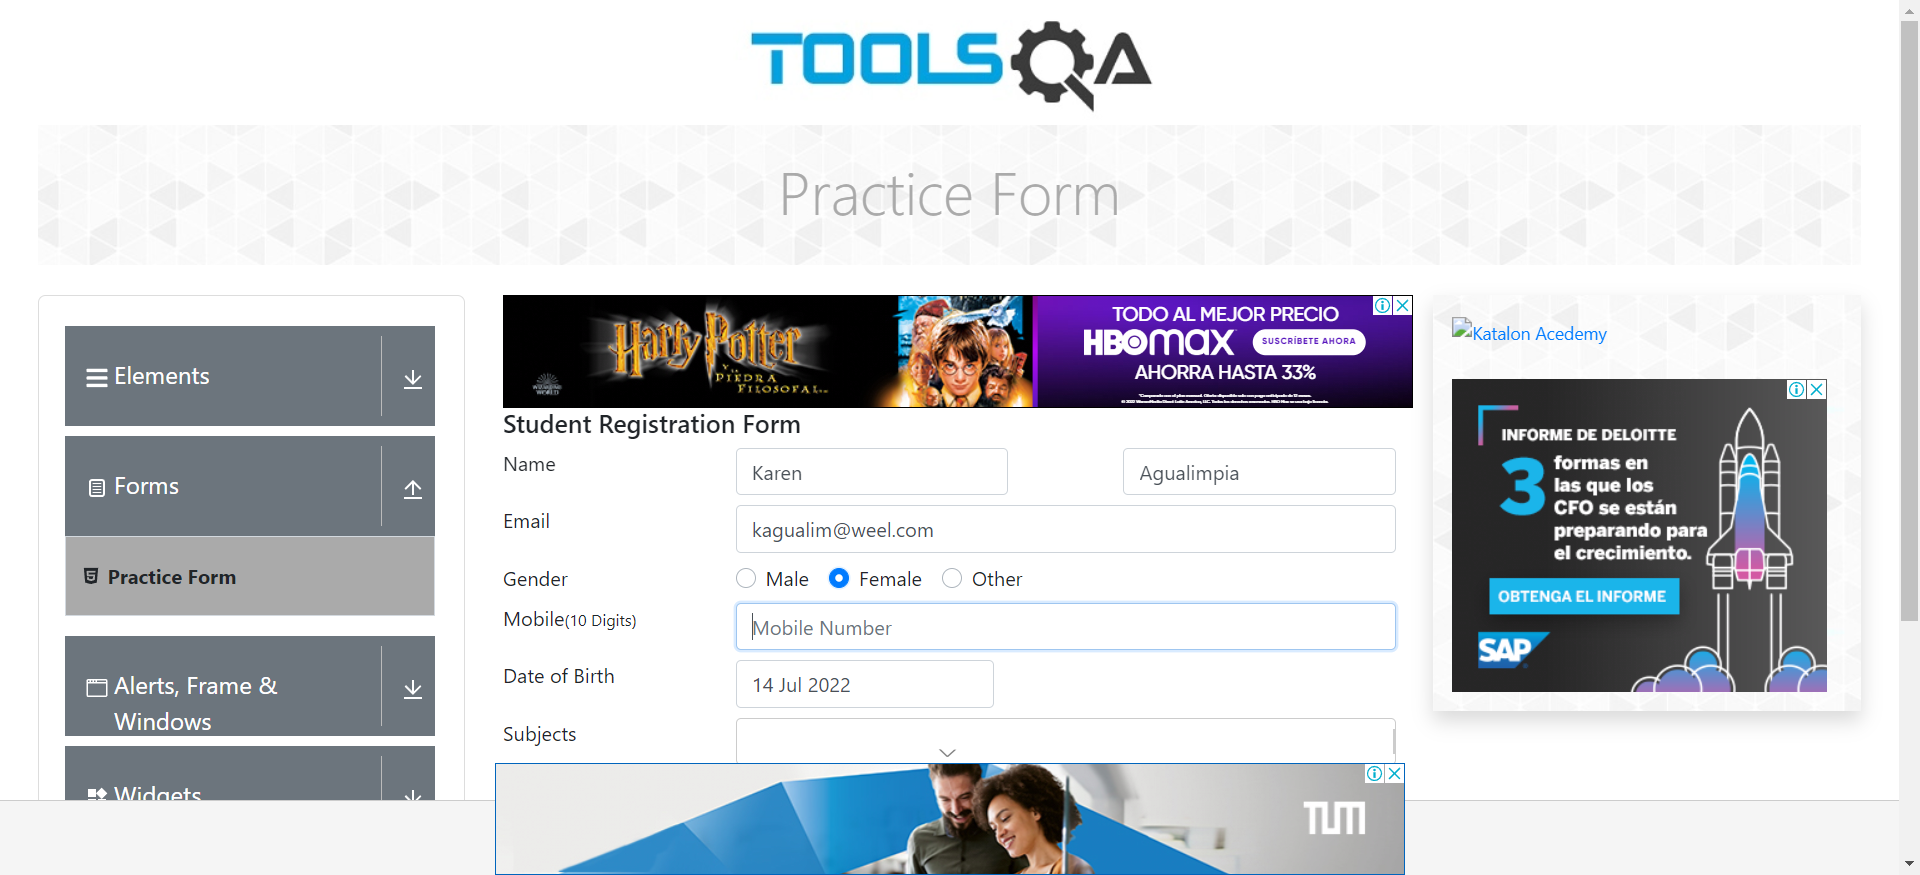 TOOLSQA
Practice Form
Elements
Forms
Practice Form
Alerts, Frame &
Windows
Widgets
Harry Potter
Y LA
PIEDRA
FILOSOFAL
WIZARDING
WORLD
TODO AL MEJOR PRECIO
HBOMAX
SUSCRÍBETE AHORA
AHORRA HASTA 33%
Student Registration Form
Name
Karen
Agualimpia
Email
kagualim@weel.com
Gender
Male
Female
Other
Mobile(10 Digits)
Mobile Number
Date of Birth
14 Jul 2022
Subjects
TUM
Katalon Acedemy
INFORME DE DELOITTE
3 formas en
las que los
CFO se están
preparando para
el crecimiento.
OBTENGA EL INFORME
SAP